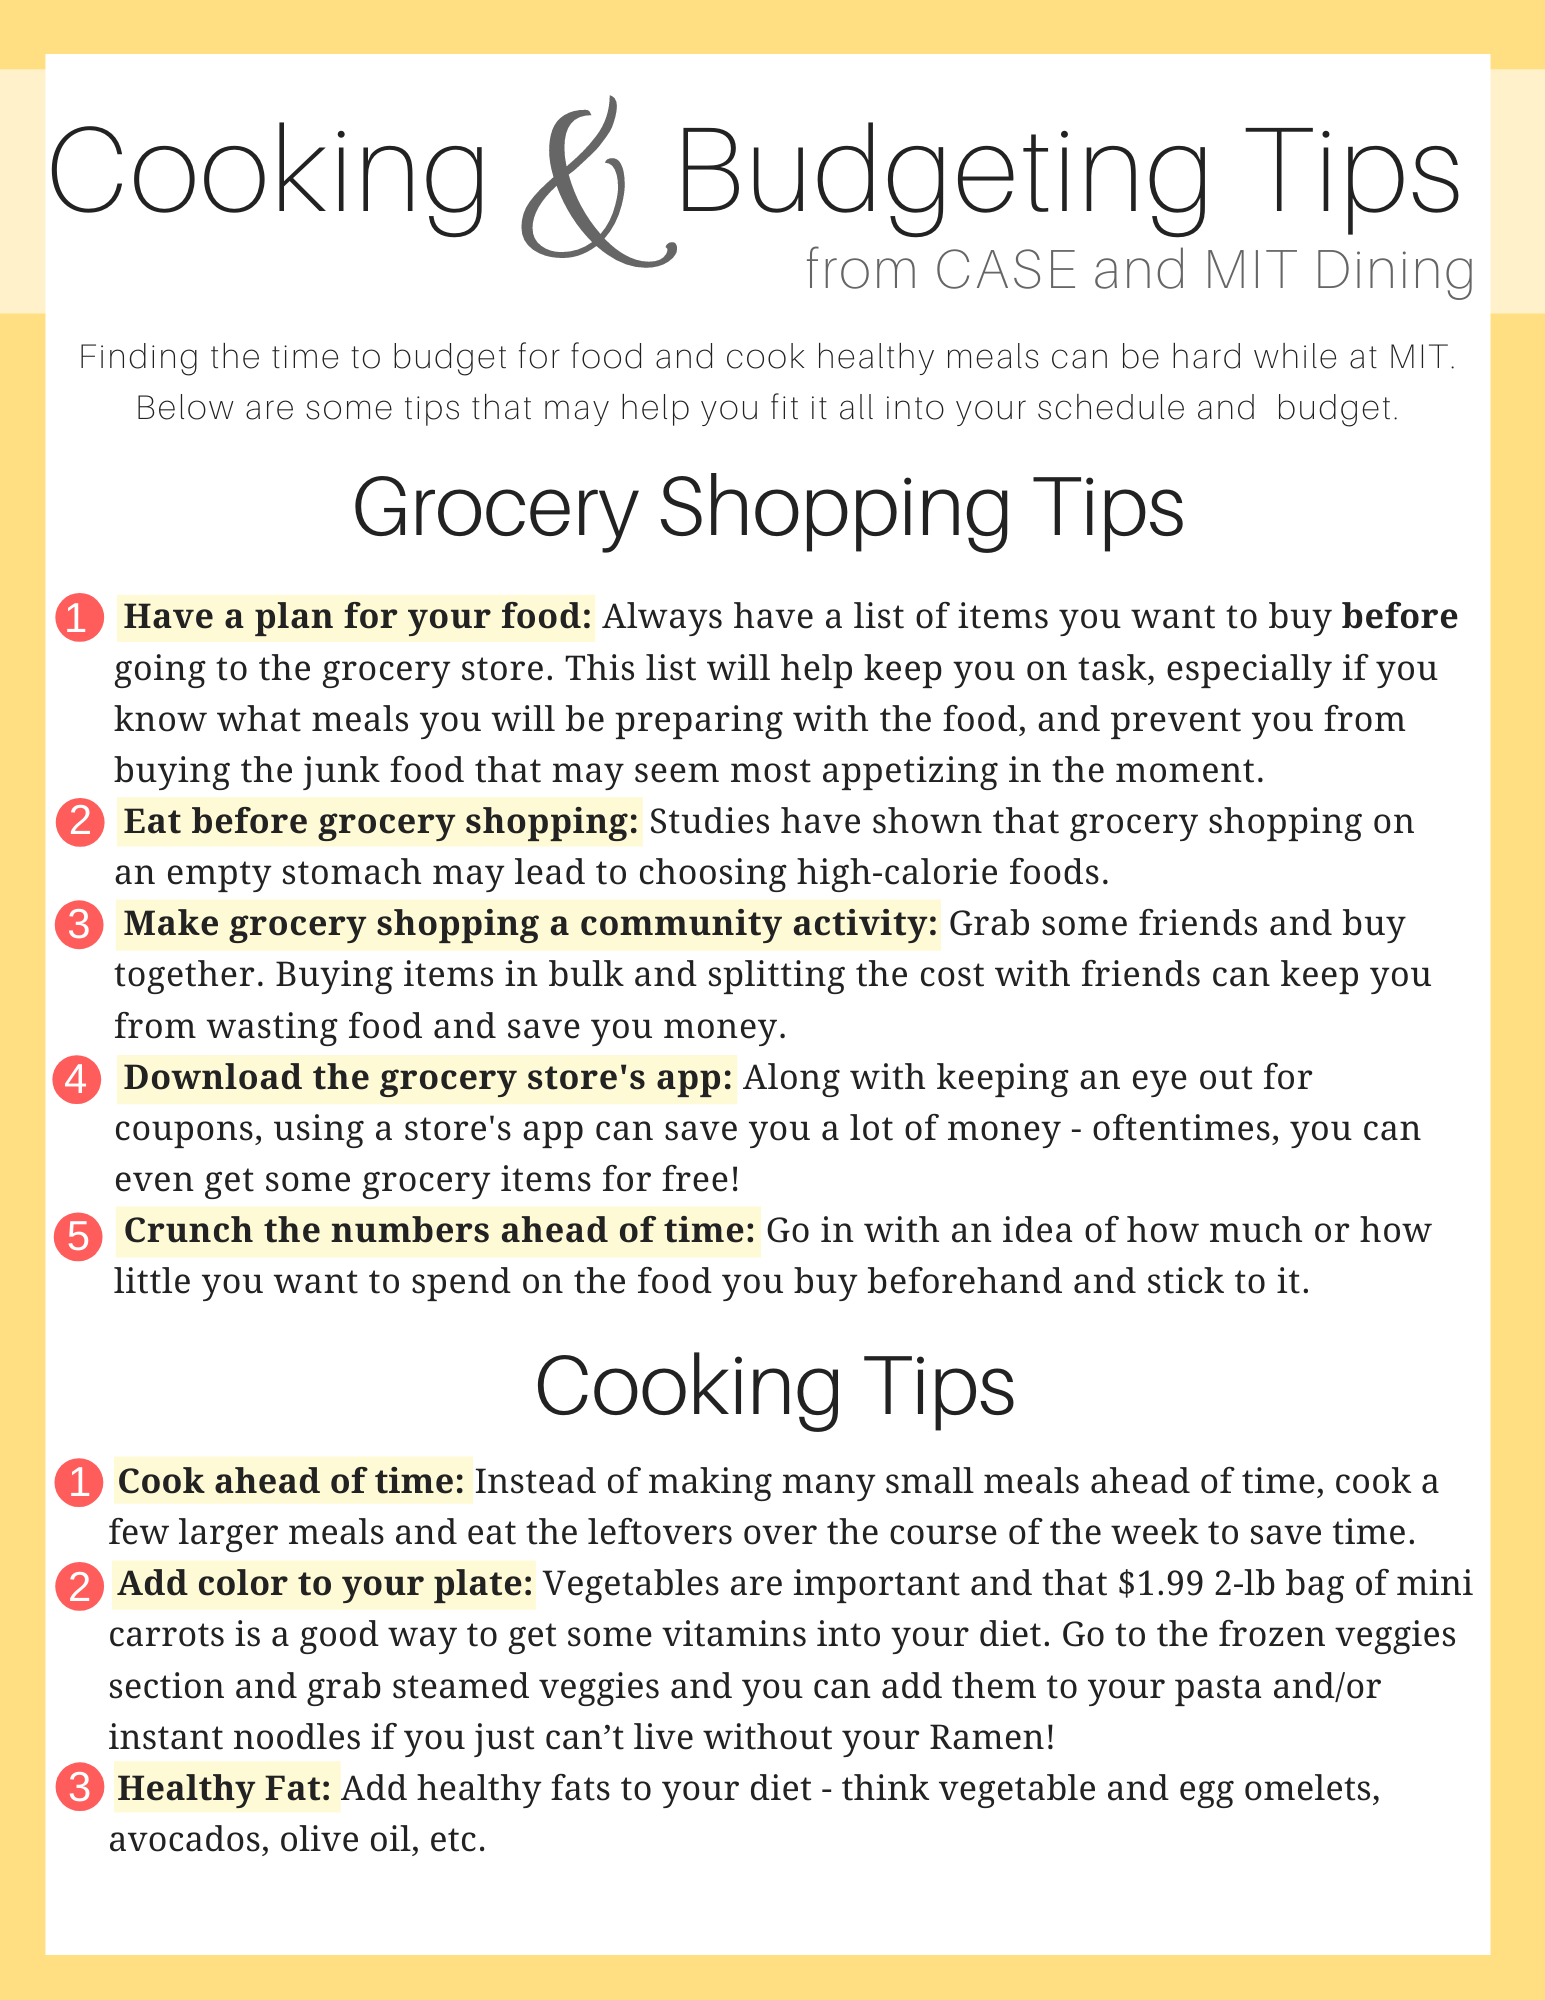 Cooking & Budgeting Tips
from CASE and MIT Dining
Finding the time to budget for food and cook healthy meals can be hard while at MIT.
Below are some tips that may help you fit it all into your schedule and  budget.
Grocery Shopping Tips
1 Have a plan for your food: Always have a list of items you want to buy before
going to the grocery store. This list will help keep you on task, especially if you
know what meals you will be preparing with the food, and prevent you from
buying the junk food that may seem most appetizing in the moment.
2 Eat before grocery shopping: Studies have shown that grocery shopping on
an empty stomach may lead to choosing high-calorie foods.
3 Make grocery shopping a community activity: Grab some friends and buy
together. Buying items in bulk and splitting the cost with friends can keep you
from wasting food and save you money.
4 Download the grocery store's app: Along with keeping an eye out for
coupons, using a store's app can save you a lot of money - oftentimes, you can
even get some grocery items for free!
5 Crunch the numbers ahead of time: Go in with an idea of how much or how
little you want to spend on the food you buy beforehand and stick to it.
Cooking Tips
1 Cook ahead of time: Instead of making many small meals ahead of time, cook a
few larger meals and eat the leftovers over the course of the week to save time.
2 Add color to your plate: Vegetables are important and that $1.99 2-lb bag of mini
carrots is a good way to get some vitamins into your diet. Go to the frozen veggies
section and grab steamed veggies and you can add them to your pasta and/or
instant noodles if you just can’t live without your Ramen!
3 Healthy Fat: Add healthy fats to your diet - think vegetable and egg omelets,
avocados, olive oil, etc.